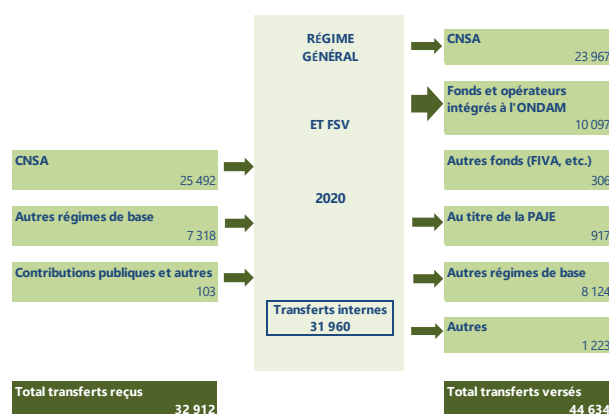 RÉGIME
GÉNÉRAL
ET FSV
2020
Transferts internes
31 960
CNSA
25 492
Autres régimes de base
7 318
Contributions publiques et autres
103
Total transferts reçus
32 912
CNSA
23 967
Fonds et opérateurs
intégrés à l'ONDAM
10 097
Autres fonds (FIVA, etc.)
306
Au titre de la PAJE
917
Autres régimes de base
8 124
Autres
1 223
Total transferts versés
44 634